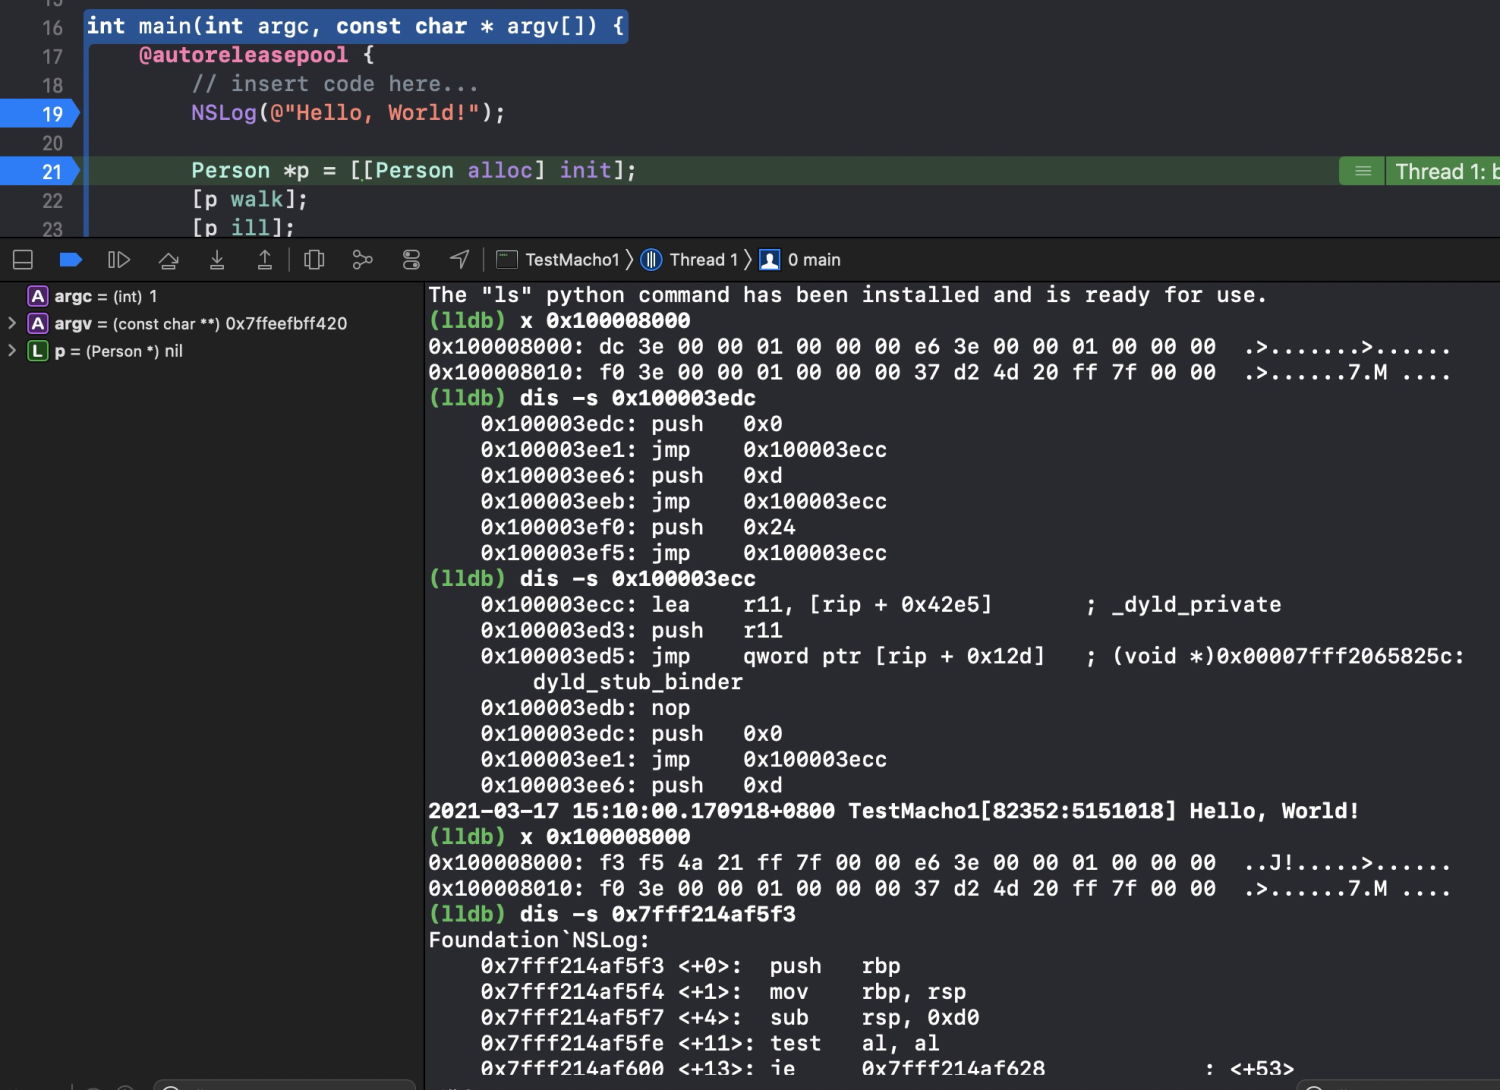 15
16 int main(int argc, const char * argv[]) {
17 @autoreleasepool {
18 // insert code here...
19 NSLog(@"Hello, World!");
20
21 Person *p = [[Person alloc] init]; Thread 1: b
22 [p walk];
23 [p ill];
TestMacho1 Thread 1 0 main
A argc = (int) 1
A argv = (const char **) 0x7ffeefbff420
L p = (Person *) nil
The "ls" python command has been installed and is ready for use.
(lldb) x 0x100008000
0x100008000: dc 3e 00 00 01 00 00 00 e6 3e 00 00 01 00 00 00 .>.......>......
0x100008010: f0 3e 00 00 01 00 00 00 37 d2 4d 20 ff 7f 00 00 .>......7.M ....
(lldb) dis -s 0x100003edc
0x100003edc: push 0x0
0x100003ee1: jmp 0x100003ecc
0x100003ee6: push 0xd
0x100003eeb: jmp 0x100003ecc
0x100003ef0: push 0x24
0x100003ef5: jmp 0x100003ecc
(lldb) dis -s 0x100003ecc
0x100003ecc: lea r11, [rip + 0x42e5] ; _dyld_private
0x100003ed3: push r11
0x100003ed5: jmp qword ptr [rip + 0x12d] ; (void *)0x00007fff2065825c:
dyld_stub_binder
0x100003edb: nop
0x100003edc: push 0x0
0x100003ee1: jmp 0x100003ecc
0x100003ee6: push 0xd
2021-03-17 15:10:00.170918+0800 TestMacho1[82352:5151018] Hello, World!
(lldb) x 0x100008000
0x100008000: f3 f5 4a 21 ff 7f 00 00 e6 3e 00 00 01 00 00 00 ..J!.....>......
0x100008010: f0 3e 00 00 01 00 00 00 37 d2 4d 20 ff 7f 00 00 .>......7.M ....
(lldb) dis -s 0x7fff214af5f3
Foundation`NSLog:
0x7fff214af5f3 <+0>: push rbp
0x7fff214af5f4 <+1>: mov rbp, rsp
0x7fff214af5f7 <+4>: sub rsp, 0xd0
0x7fff214af5fe <+11>: test al, al
0x7fff214af600 <+13>: je 0x7fff214af628 ; <+53>